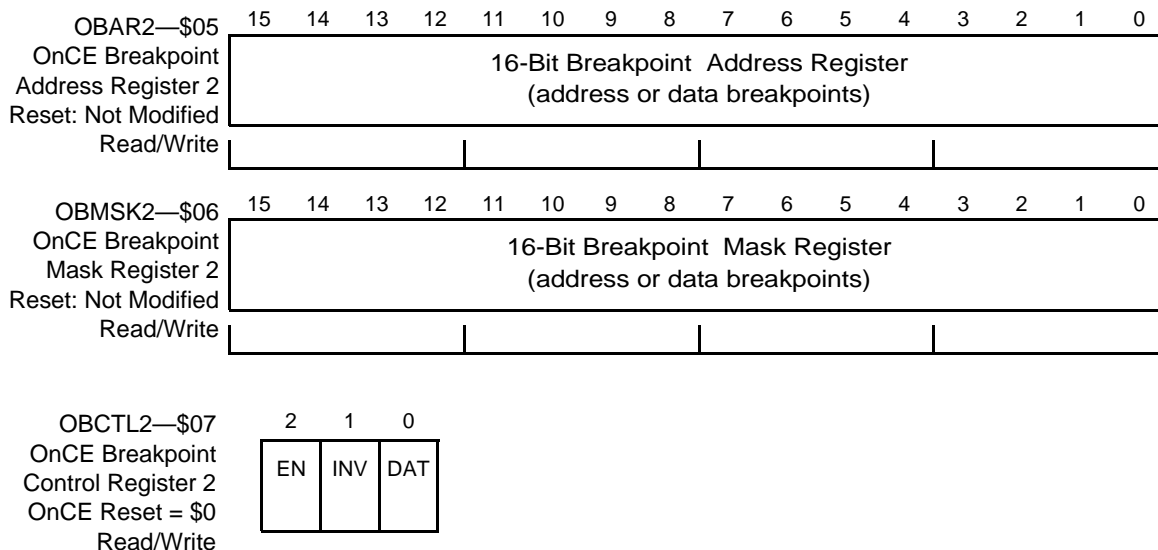 OBAR2—$05
OnCE Breakpoint
Address Register 2
Reset: Not Modified
Read/Write
15 14 13 12 11 10 9 8 7 6 5 4 3 2 1 0
16-Bit Breakpoint Address Register
(address or data breakpoints)
OBMSK2—$06
OnCE Breakpoint
Mask Register 2
Reset: Not Modified
Read/Write
15 14 13 12 11 10 9 8 7 6 5 4 3 2 1 0
16-Bit Breakpoint Mask Register
(address or data breakpoints)
OBCTL2—$07
OnCE Breakpoint
Control Register 2
OnCE Reset = $0
Read/Write
2 1 0
EN INV DAT